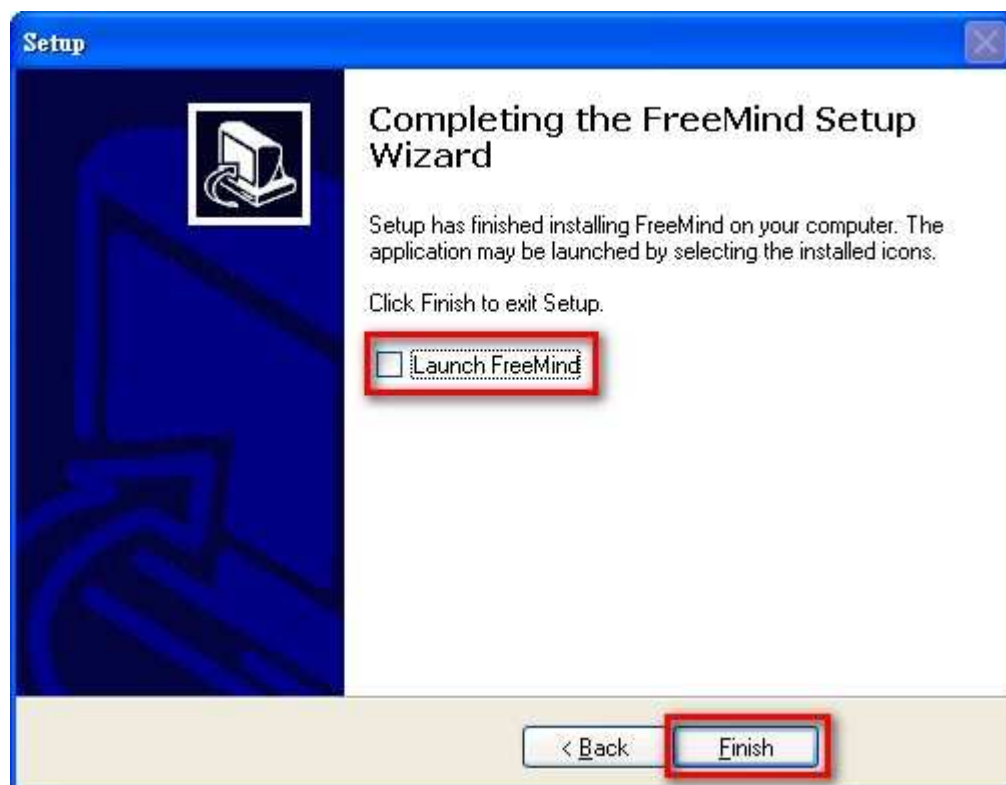 Setup
Completing the FreeMind Setup
Wizard
Setup has finished installing FreeMind on your computer. The
application may be launched by selecting the installed icons.
Click Finish to exit Setup.
Launch FreeMind
< Back
Finish